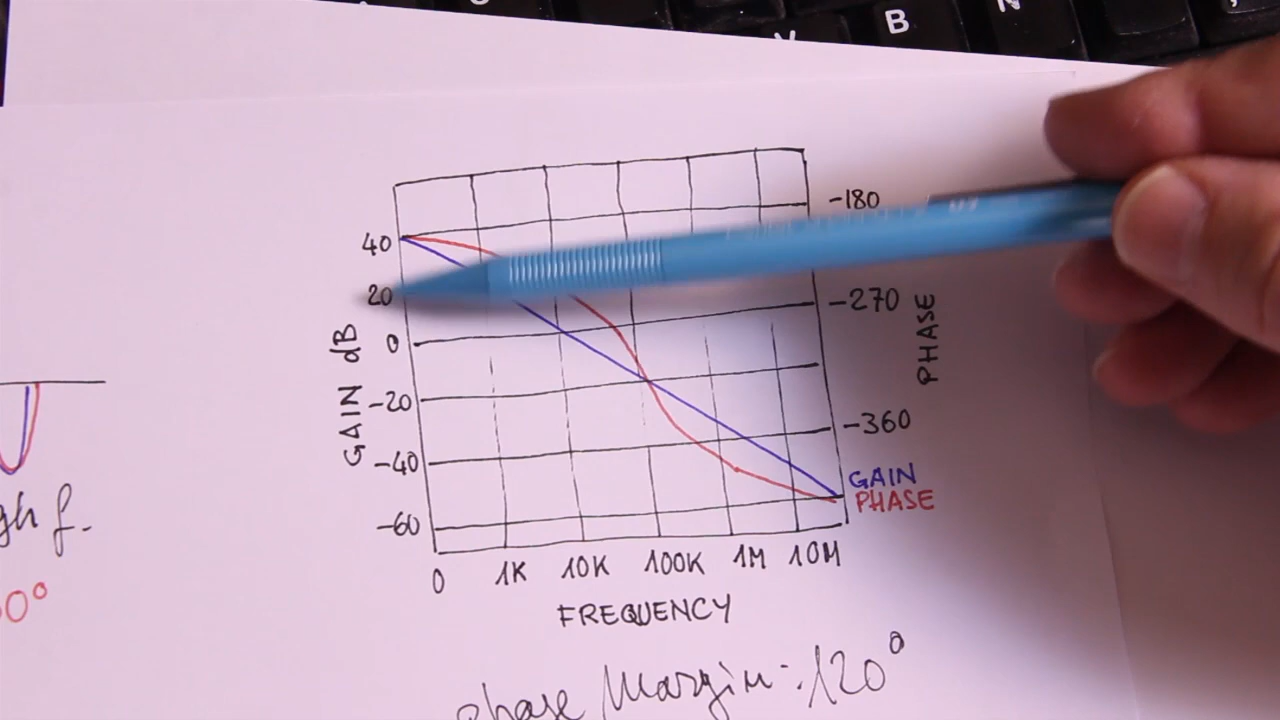 B
N
-180
40
20
-270
GAIN dB
0
PHASE
-20
-360
-40
GAIN
PHASE
-60
0 1K 10K 100K 1M 10M
FREQUENCY
gh f.
0°
phase Margin: 120°